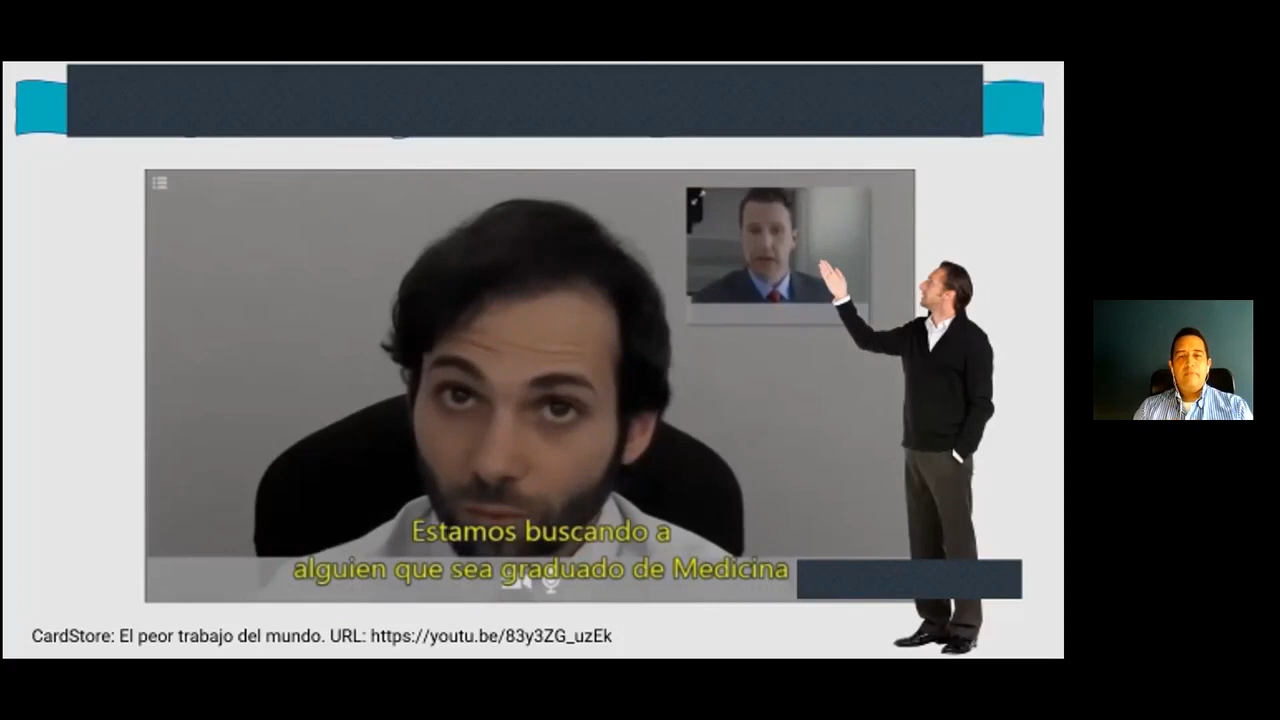 Estamos buscando a
alguien que sea graduado de Medicina
CardStore: El peor trabajo del mundo. URL: https://youtu.be/83y3ZG_uzEk